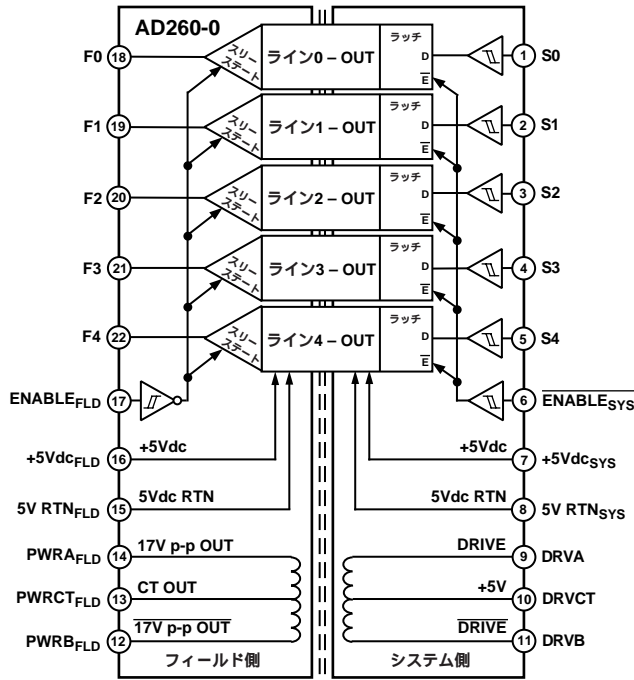 AD260-0
F0 18 スリーステート ライン0 – OUT ラッチ D E̅ 1 S0
F1 19 スリーステート ライン1 – OUT ラッチ D E̅ 2 S1
F2 20 スリーステート ライン2 – OUT ラッチ D E̅ 3 S2
F3 21 スリーステート ライン3 – OUT ラッチ D E̅ 4 S3
F4 22 スリーステート ライン4 – OUT ラッチ D E̅ 5 S4
ENABLEFLD 17 6 E̅N̅A̅B̅L̅E̅S̅Y̅S̅
+5VdcFLD 16 +5Vdc +5Vdc 7 +5VdcSYS
5V RTNFLD 15 5Vdc RTN 5Vdc RTN 8 5V RTNSYS
PWRAFLD 14 17V p-p OUT DRIVE 9 DRVA
PWRCTFLD 13 CT OUT +5V 10 DRVCT
PWRBFLD 12 1̅7̅V̅ p̅-̅p̅ O̅U̅T̅ D̅R̅I̅V̅E̅ 11 DRVB
フィールド側 システム側